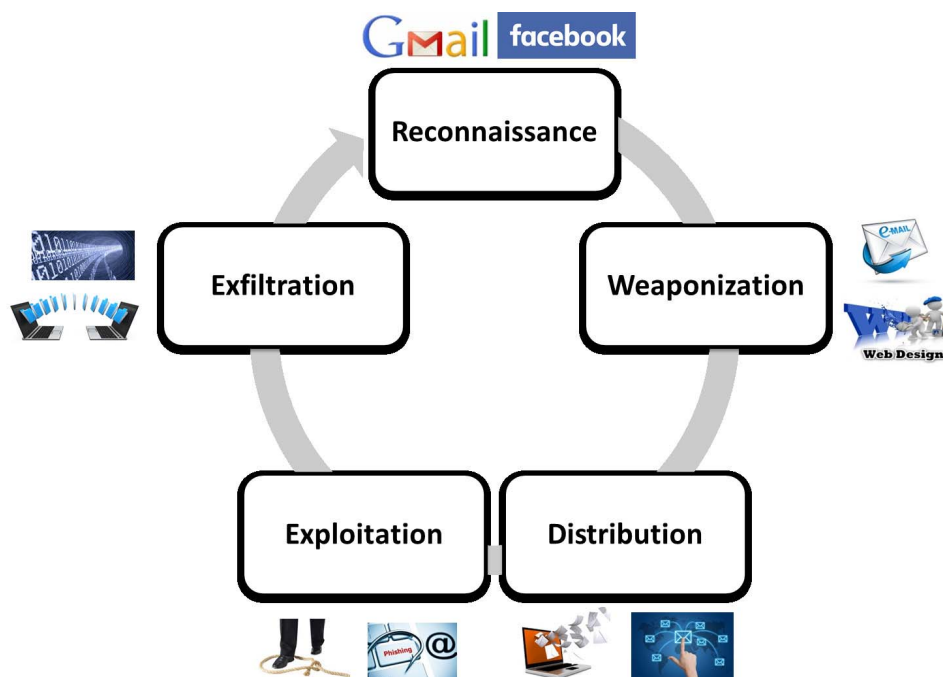 Gmail facebook
Reconnaissance
Exfiltration
Weaponization
e-MAIL
W
Web Design
Exploitation
Distribution
Phishing @